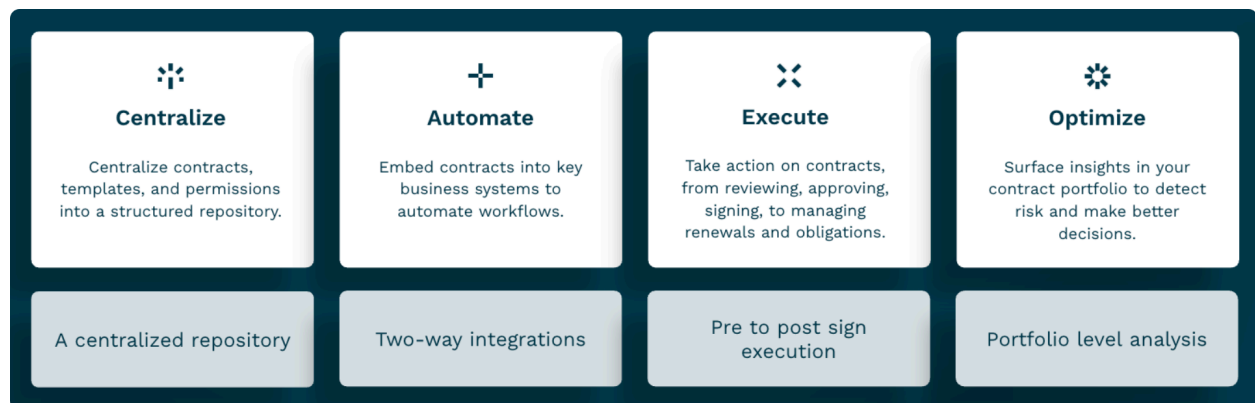 Centralize
Centralize contracts,
templates, and permissions
into a structured repository.
A centralized repository
Automate
Embed contracts into key
business systems to
automate workflows.
Two-way integrations
Execute
Take action on contracts,
from reviewing, approving,
signing, to managing
renewals and obligations.
Pre to post sign
execution
Optimize
Surface insights in your
contract portfolio to detect
risk and make better
decisions.
Portfolio level analysis